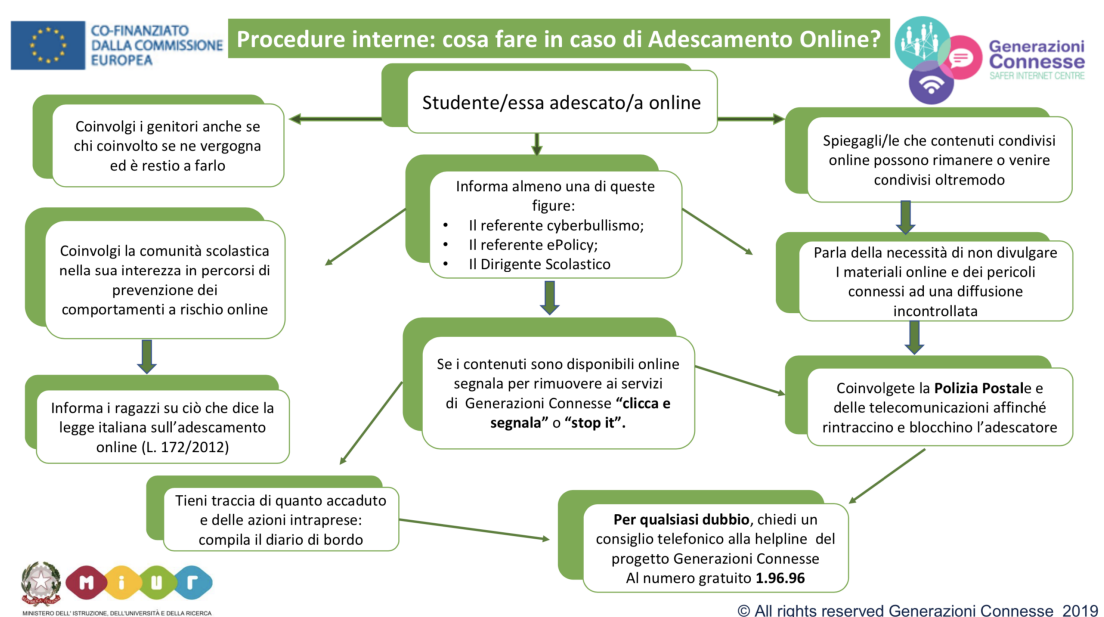 CO-FINANZIATO
DALLA COMMISSIONE
EUROPEA
Procedure interne: cosa fare in caso di Adescamento Online?
Generazioni
Connesse
SAFER INTERNET CENTRE
Studente/essa adescato/a online
Coinvolgi i genitori anche se
chi coinvolto se ne vergogna
ed è restio a farlo
Spiegagli/le che contenuti condivisi
online possono rimanere o venire
condivisi oltremodo
Informa almeno una di queste
figure:
• Il referente cyberbullismo;
• Il referente ePolicy;
• Il Dirigente Scolastico
Coinvolgi la comunità scolastica
nella sua interezza in percorsi di
prevenzione dei
comportamenti a rischio online
Parla della necessità di non divulgare
I materiali online e dei pericoli
connessi ad una diffusione
incontrollata
Se i contenuti sono disponibili online
segnala per rimuovere ai servizi
di Generazioni Connesse “clicca e
segnala” o “stop it”.
Informa i ragazzi su ciò che dice la
legge italiana sull’adescamento
online (L. 172/2012)
Coinvolgete la Polizia Postale e
delle telecomunicazioni affinché
rintraccino e blocchino l’adescatore
Tieni traccia di quanto accaduto
e delle azioni intraprese:
compila il diario di bordo
Per qualsiasi dubbio, chiedi un
consiglio telefonico alla helpline del
progetto Generazioni Connesse
Al numero gratuito 1.96.96
MIUR
MINISTERO DELL' ISTRUZIONE, DELL'UNIVERSITÀ E DELLA RICERCA
© All rights reserved Generazioni Connesse 2019